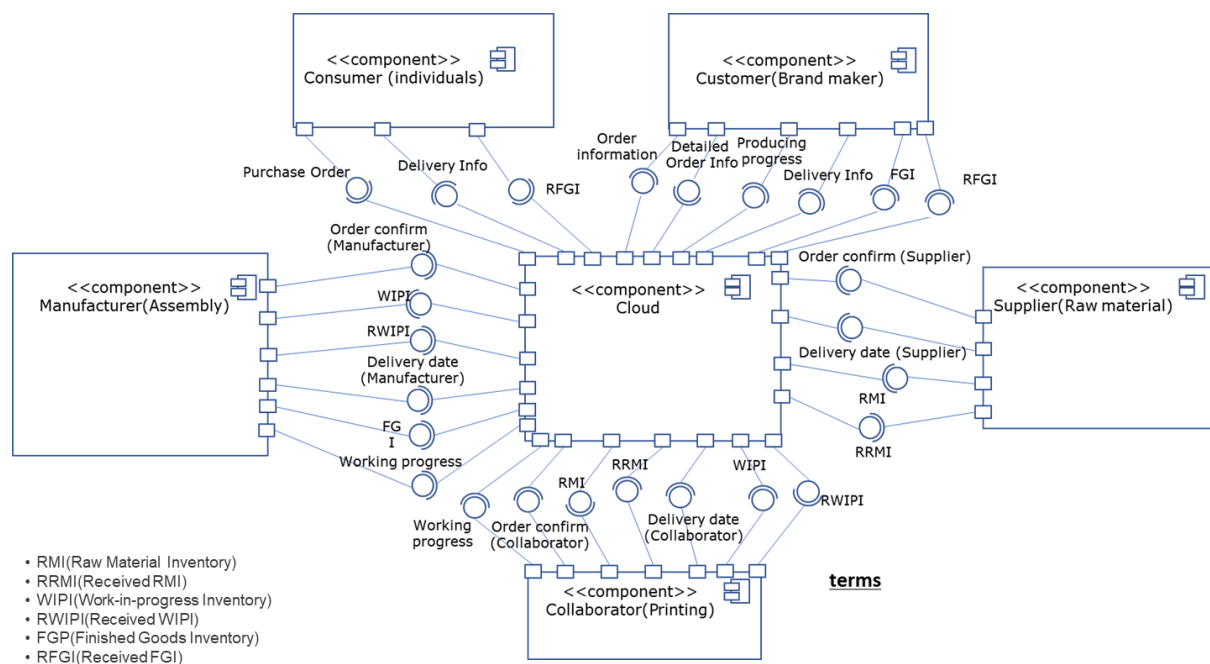 <<component>>
Consumer (individuals)
<<component>>
Customer(Brand maker)
Purchase Order
Delivery Info
RFGI
Order
information
Detailed
Order Info
Producing
progress
Delivery Info
FGI
RFGI
<<component>>
Manufacturer(Assembly)
Order confirm
(Manufacturer)
WIPI
RWIPI
Delivery date
(Manufacturer)
FG
I
Working progress
<<component>>
Cloud
Order confirm (Supplier)
Delivery date (Supplier)
RMI
RRMI
<<component>>
Supplier(Raw material)
Working
progress
Order confirm
(Collaborator)
RMI
RRMI
Delivery date
(Collaborator)
WIPI
RWIPI
<<component>>
Collaborator(Printing)
terms
• RMI(Raw Material Inventory)
• RRMI(Received RMI)
• WIPI(Work-in-progress Inventory)
• RWIPI(Received WIPI)
• FGP(Finished Goods Inventory)
• RFGI(Received FGI)